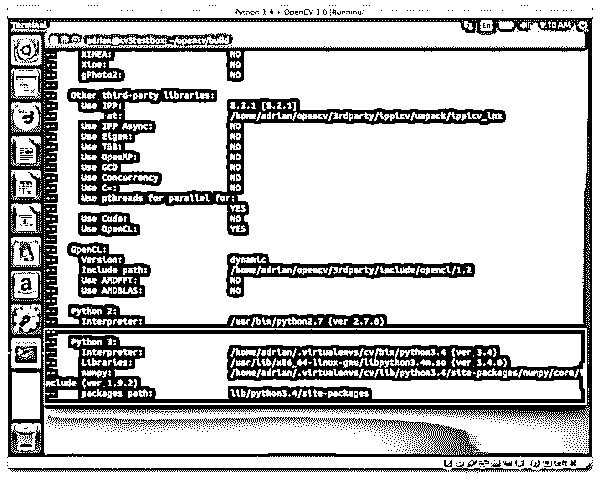 Python 3.4 + OpenCV 3.0 [Running]
Terminal
XIMEA: NO
Xine: NO
gPhoto2: NO
Other third-party libraries:
Use IPP: 8.2.1 [8.2.1]
at: /home/adrian/opencv/3rdparty/ippicv/unpack/ippicv_lnx
Use IPP Async: NO
Use Eigen: NO
Use TBB: NO
Use OpenMP: NO
Use GCD NO
Use Concurrency NO
Use C=: NO
Use pthreads for parallel for:
YES
Use Cuda: NO
Use OpenCL: YES
OpenCL:
Version: dynamic
Include path: /home/adrian/opencv/3rdparty/include/opencl/1.2
Use AMDFFT: NO
Use AMDBLAS: NO
Python 2:
Interpreter: /usr/bin/python2.7 (ver 2.7.6)
Python 3:
Interpreter: /home/adrian/.virtualenvs/cv/bin/python3.4 (ver 3.4)
Libraries: /usr/lib/x86_64-linux-gnu/libpython3.4m.so (ver 3.4.0)
numpy: /home/adrian/.virtualenvs/cv/lib/python3.4/site-packages/numpy/core/i
nclude (ver 1.9.2)
packages path: lib/python3.4/site-packages